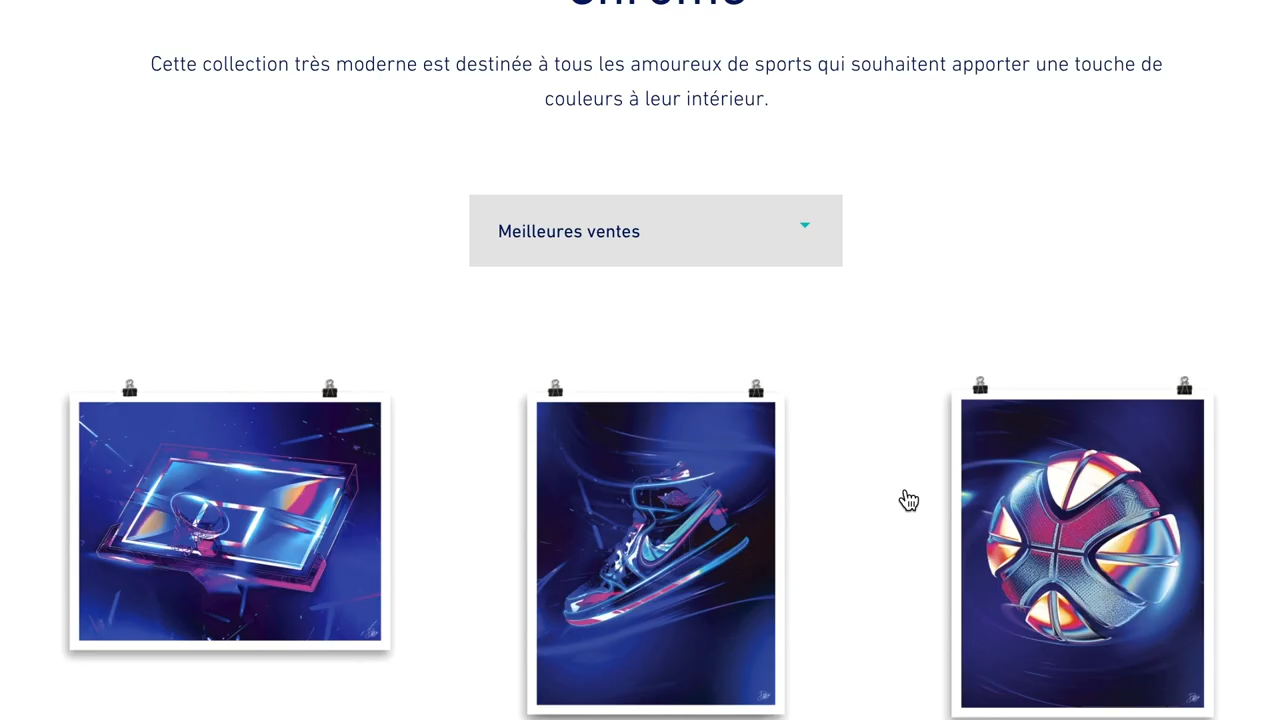 Cette collection très moderne est destinée à tous les amoureux de sports qui souhaitent apporter une touche de
couleurs à leur intérieur.
Meilleures ventes